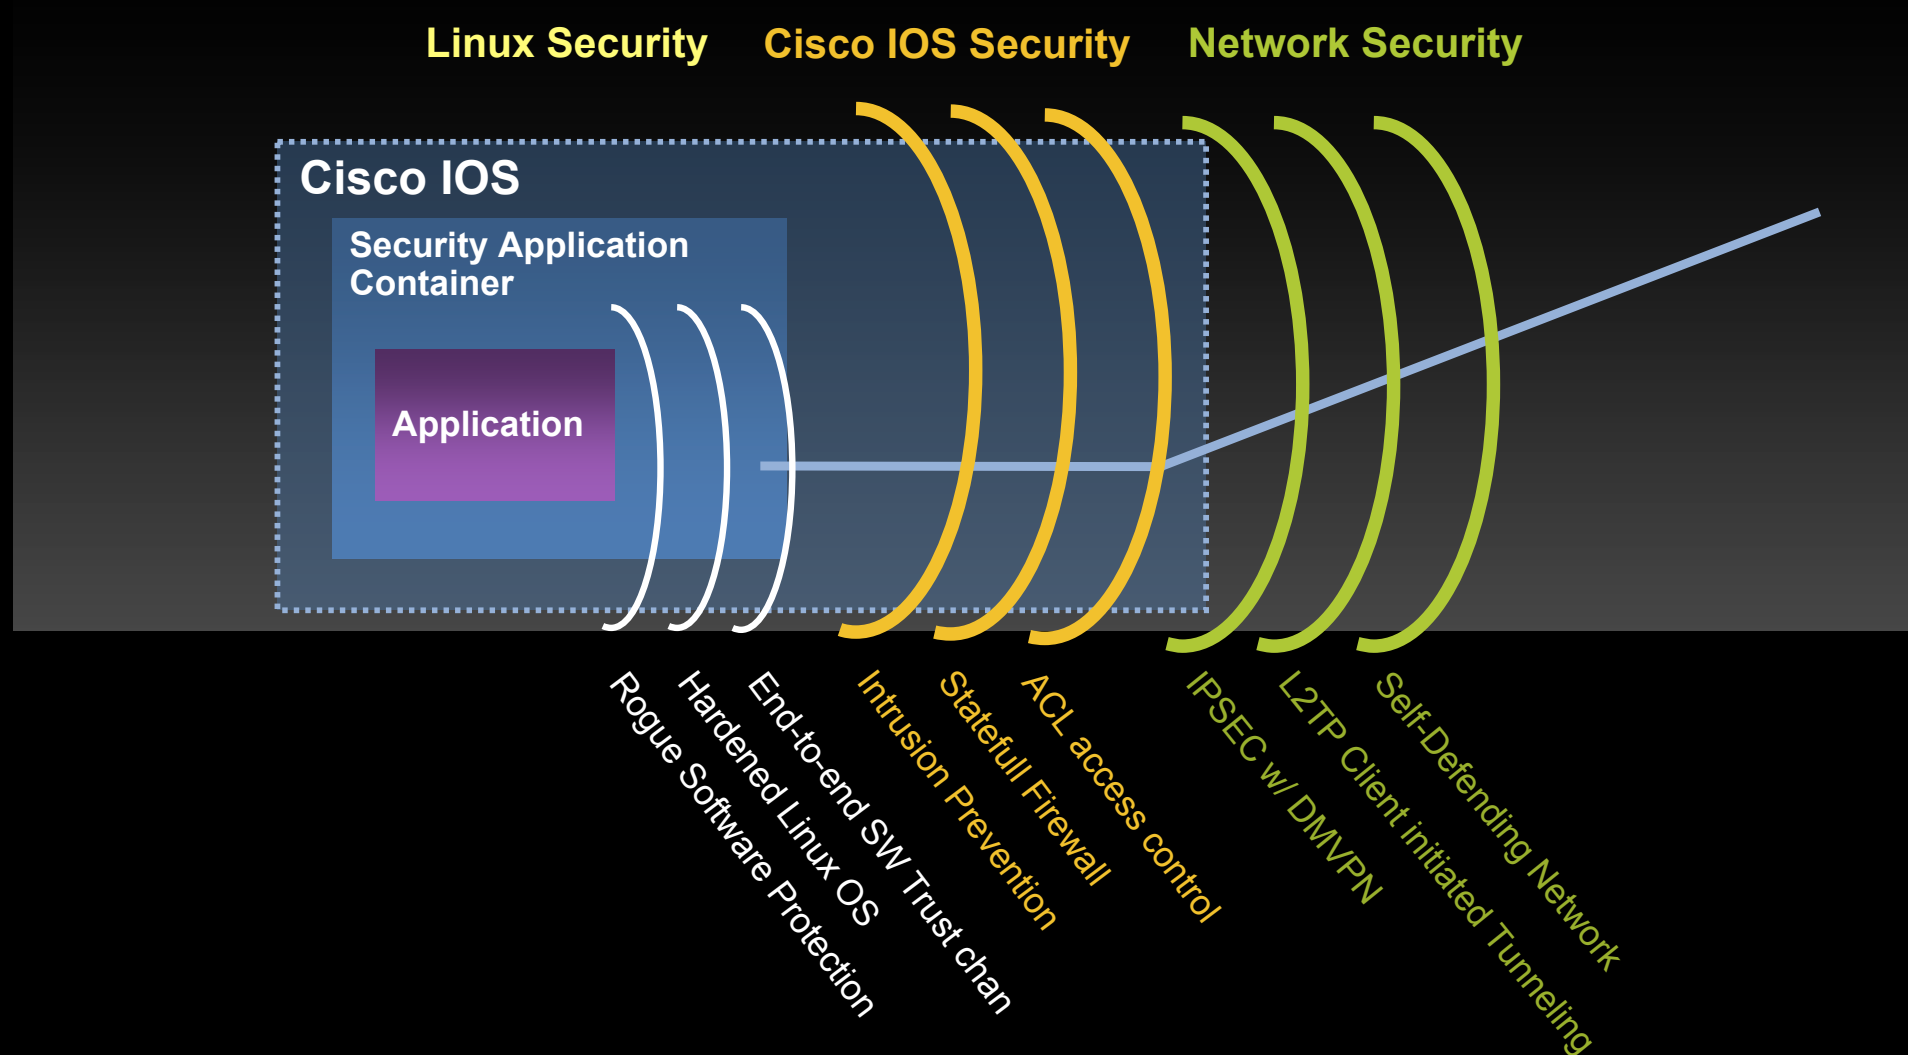 Linux Security
Cisco IOS Security
Network Security
Cisco IOS
Security Application
Container
Application
Rogue Software Protection
Hardened Linux OS
End-to-end SW Trust chan
Intrusion Prevention
Statefull Firewall
ACL access control
IPSEC w/ DMVPN
L2TP Client initiated Tunneling
Self-Defending Network